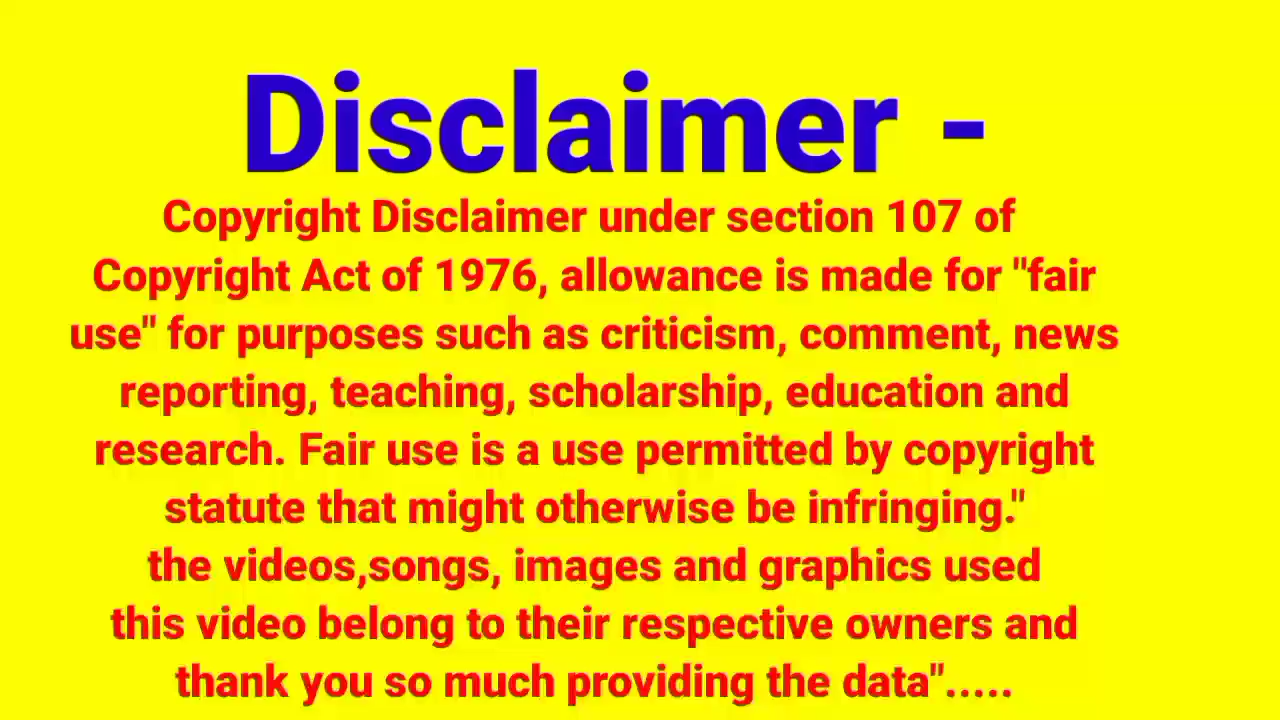 Disclaimer -
Copyright Disclaimer under section 107 of
Copyright Act of 1976, allowance is made for "fair
use" for purposes such as criticism, comment, news
reporting, teaching, scholarship, education and
research. Fair use is a use permitted by copyright
statute that might otherwise be infringing."
the videos,songs, images and graphics used
this video belong to their respective owners and
thank you so much providing the data".....